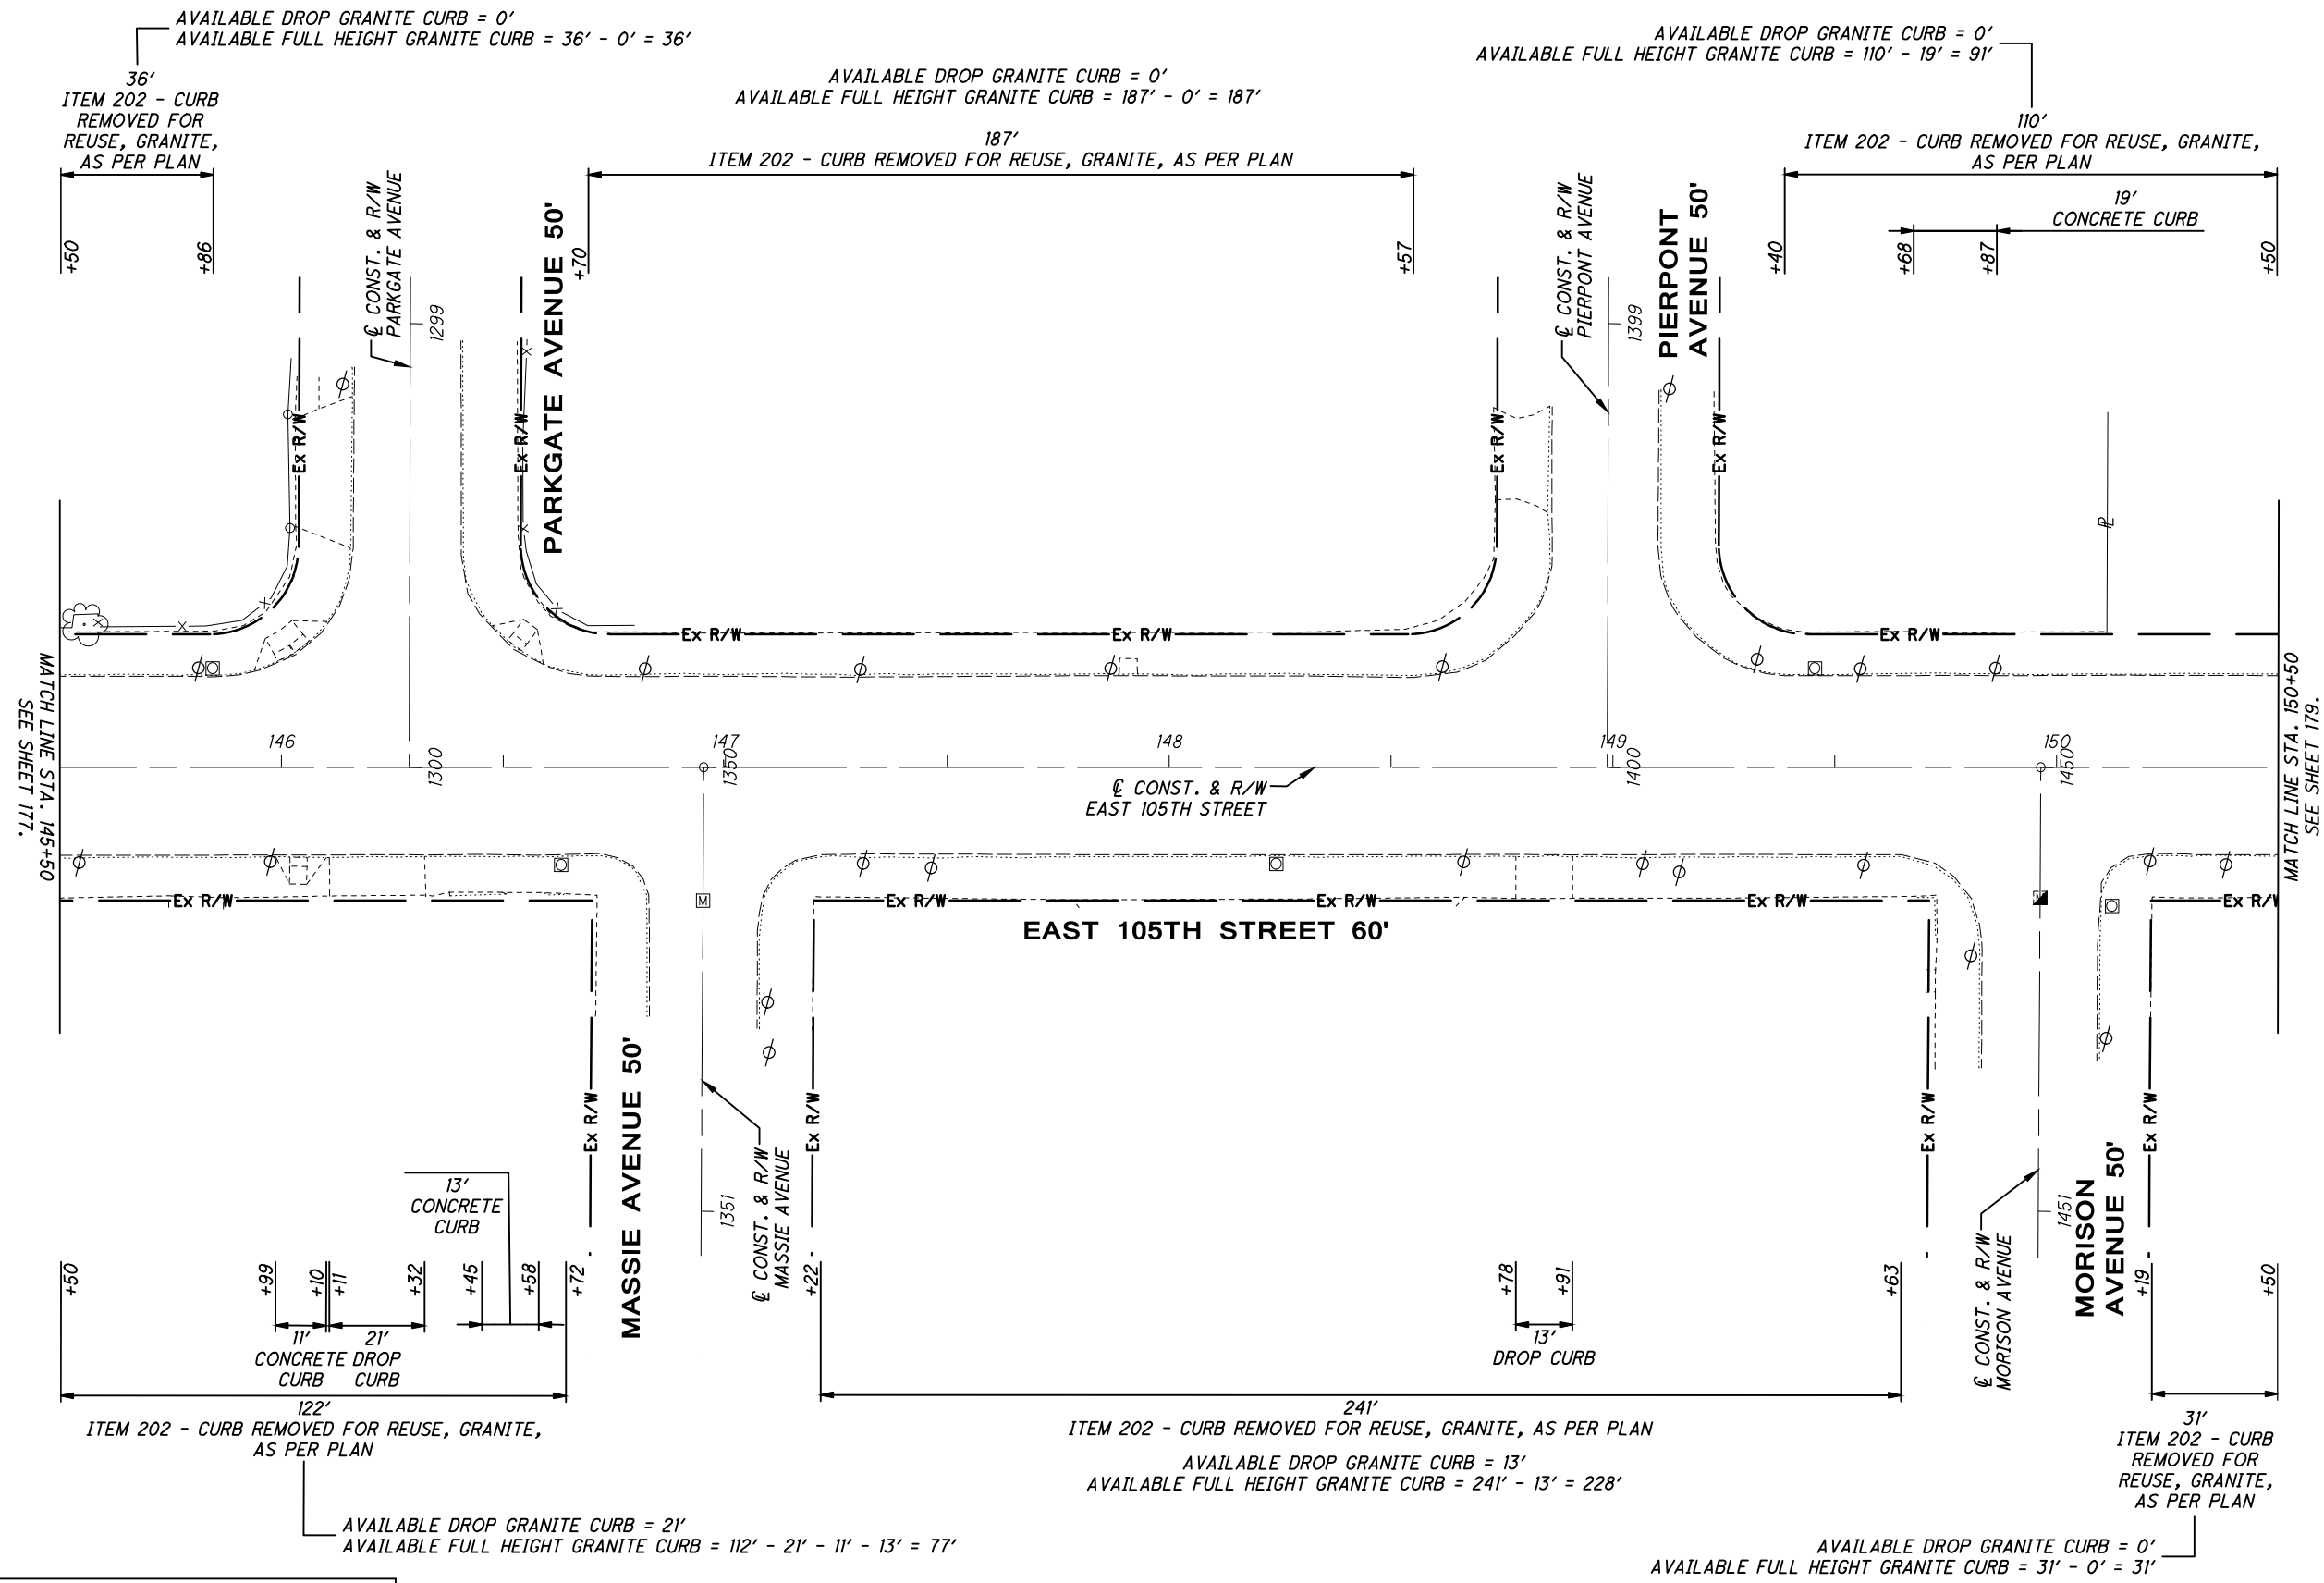 AVAILABLE DROP GRANITE CURB = 0'
AVAILABLE FULL HEIGHT GRANITE CURB = 36' - 0' = 36'
36'
ITEM 202 - CURB
REMOVED FOR
REUSE, GRANITE,
AS PER PLAN
AVAILABLE DROP GRANITE CURB = 0'
AVAILABLE FULL HEIGHT GRANITE CURB = 187' - 0' = 187'
187'
ITEM 202 - CURB REMOVED FOR REUSE, GRANITE, AS PER PLAN
AVAILABLE DROP GRANITE CURB = 0'
AVAILABLE FULL HEIGHT GRANITE CURB = 110' - 19' = 91'
110'
ITEM 202 - CURB REMOVED FOR REUSE, GRANITE,
AS PER PLAN
19'
CONCRETE CURB
+50
+86
+70
+57
+40
+68
+87
+50
℄ CONST. & R/W
PARKGATE AVENUE
1299
PARKGATE AVENUE 50'
℄ CONST. & R/W
PIERPONT AVENUE
1399
PIERPONT
AVENUE 50'
Ex R/W
Ex R/W
Ex R/W
Ex R/W
PL
Ex R/W
Ex R/W
Ex R/W
MATCH LINE STA. 145+50
SEE SHEET 177.
MATCH LINE STA. 150+50
SEE SHEET 179.
146
1300
147
1350
148
149
1400
150
1450
℄ CONST. & R/W
EAST 105TH STREET
M
Ex R/W
Ex R/W
Ex R/W
Ex R/W
Ex R/W
EAST 105TH STREET 60'
Ex R/W
MASSIE AVENUE 50'
Ex R/W
1351
℄ CONST. & R/W
MASSIE AVENUE
Ex R/W
Ex R/W
1451
℄ CONST. & R/W
MORISON AVENUE
MORISON
AVENUE 50'
13'
CONCRETE
CURB
+50
+99
+10
+11
+32
+45
+58
+72
+22
+78
+91
+63
+19
+50
11'
CONCRETE
CURB
21'
DROP
CURB
13'
DROP CURB
122'
ITEM 202 - CURB REMOVED FOR REUSE, GRANITE,
AS PER PLAN
241'
ITEM 202 - CURB REMOVED FOR REUSE, GRANITE, AS PER PLAN
AVAILABLE DROP GRANITE CURB = 13'
AVAILABLE FULL HEIGHT GRANITE CURB = 241' - 13' = 228'
31'
ITEM 202 - CURB
REMOVED FOR
REUSE, GRANITE,
AS PER PLAN
AVAILABLE DROP GRANITE CURB = 21'
AVAILABLE FULL HEIGHT GRANITE CURB = 112' - 21' - 11' - 13' = 77'
AVAILABLE DROP GRANITE CURB = 0'
AVAILABLE FULL HEIGHT GRANITE CURB = 31' - 0' = 31'